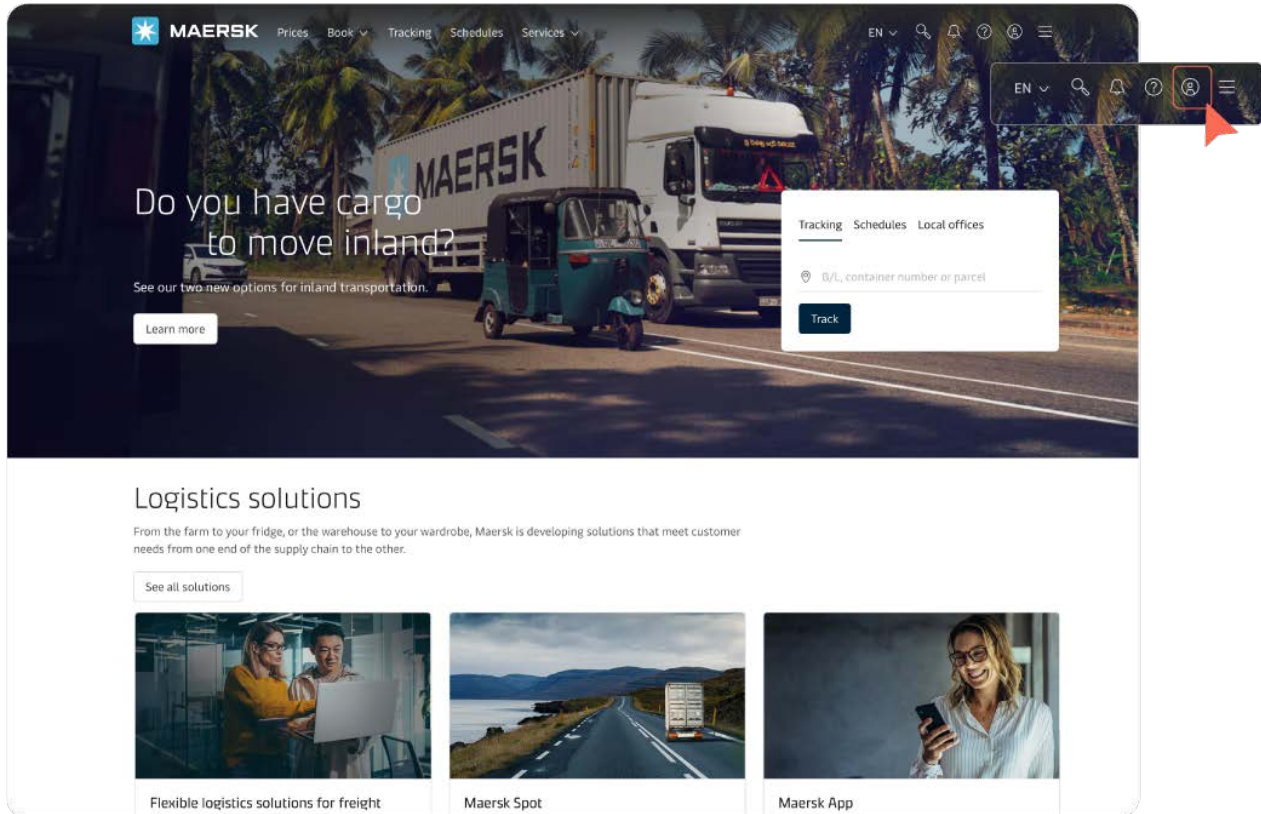 MAERSK Prices Book Tracking Schedules Services EN
EN
MAERSK
Do you have cargo
to move inland?
See our two new options for inland transportation.
Learn more
Tracking Schedules Local offices
B/L, container number or parcel
Track
Logistics solutions
From the farm to your fridge, or the warehouse to your wardrobe, Maersk is developing solutions that meet customer
needs from one end of the supply chain to the other.
See all solutions
Flexible logistics solutions for freight
Maersk Spot
Maersk App